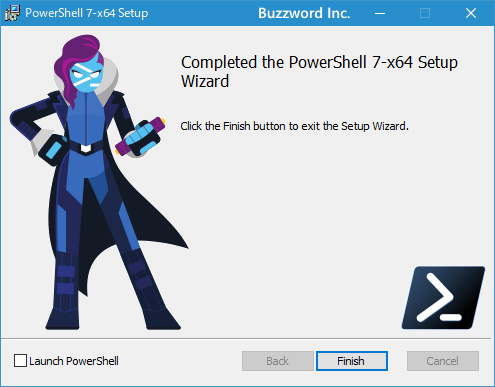 PowerShell 7-x64 Setup Buzzword Inc.
Completed the PowerShell 7-x64 Setup
Wizard
Click the Finish button to exit the Setup Wizard.
Launch PowerShell
Back Finish Cancel